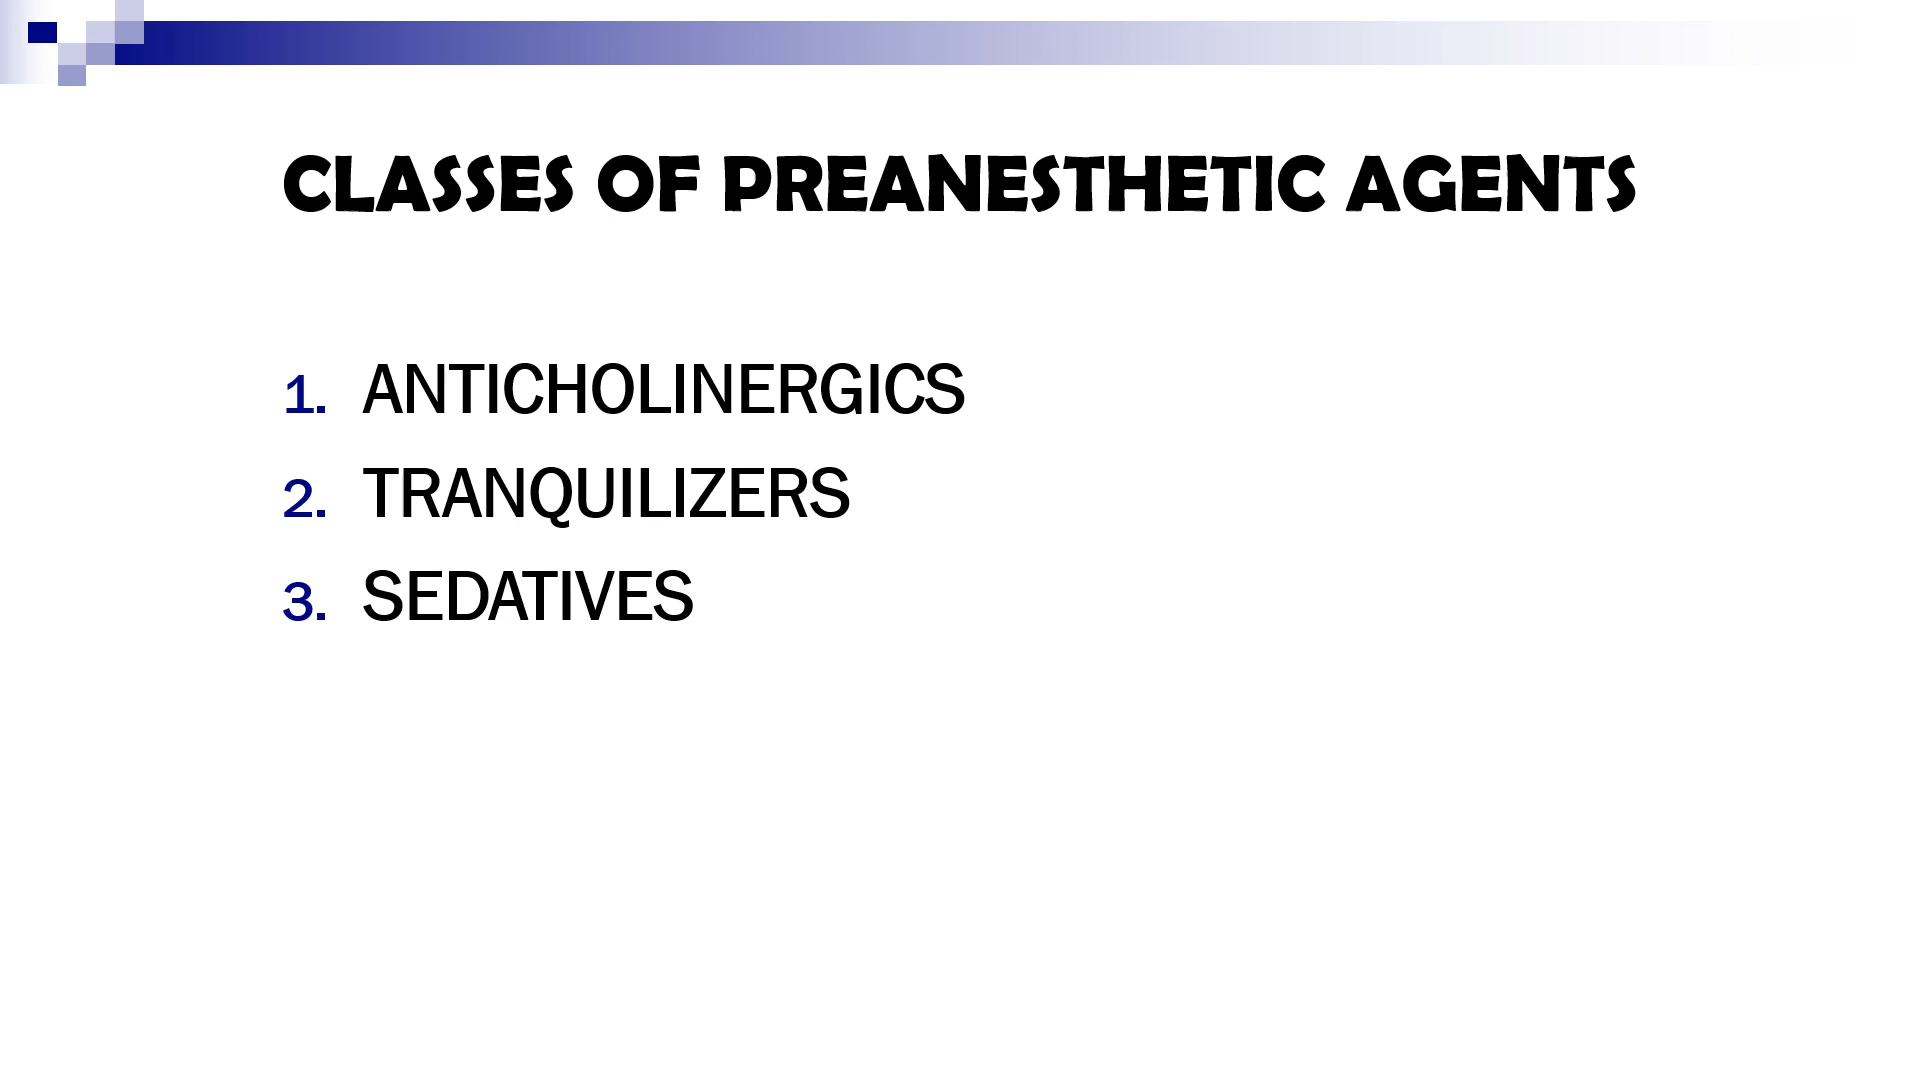 CLASSES OF PREANESTHETIC AGENTS
1. ANTICHOLINERGICS
2. TRANQUILIZERS
3. SEDATIVES